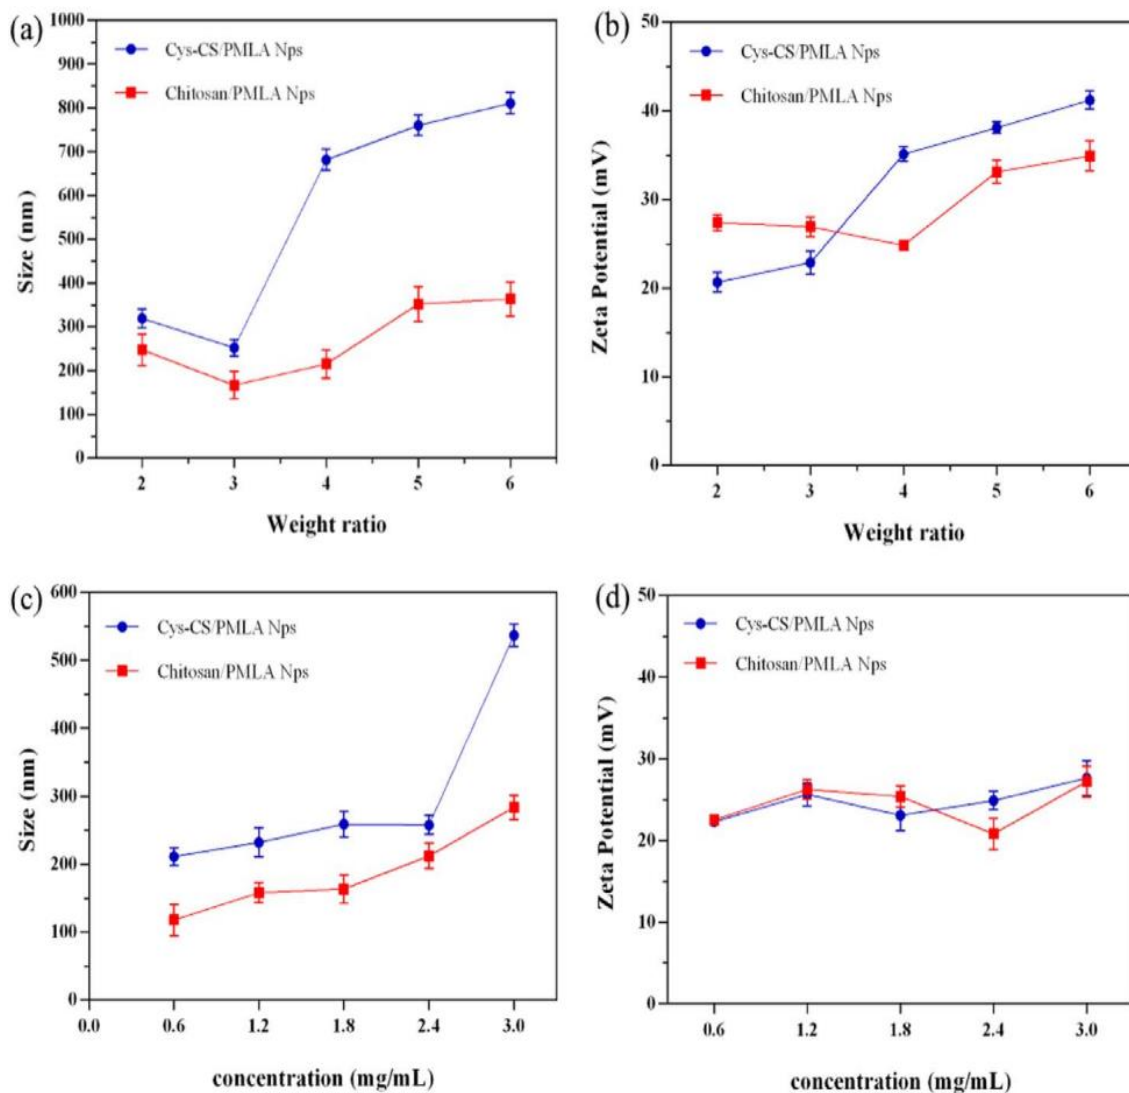 (a)
Cys-CS/PMLA Nps
Chitosan/PMLA Nps
Size (nm)
1000
900
800
700
600
500
400
300
200
100
0
2 3 4 5 6
Weight ratio
(b)
Cys-CS/PMLA Nps
Chitosan/PMLA Nps
Zeta Potential (mV)
50
40
30
20
10
0
2 3 4 5 6
Weight ratio
(c)
Cys-CS/PMLA Nps
Chitosan/PMLA Nps
Size (nm)
600
500
400
300
200
100
0
0.0 0.6 1.2 1.8 2.4 3.0
concentration (mg/mL)
(d)
Cys-CS/PMLA Nps
Chitosan/PMLA Nps
Zeta Potential (mV)
50
40
30
20
10
0
0.6 1.2 1.8 2.4 3.0
concentration (mg/mL)